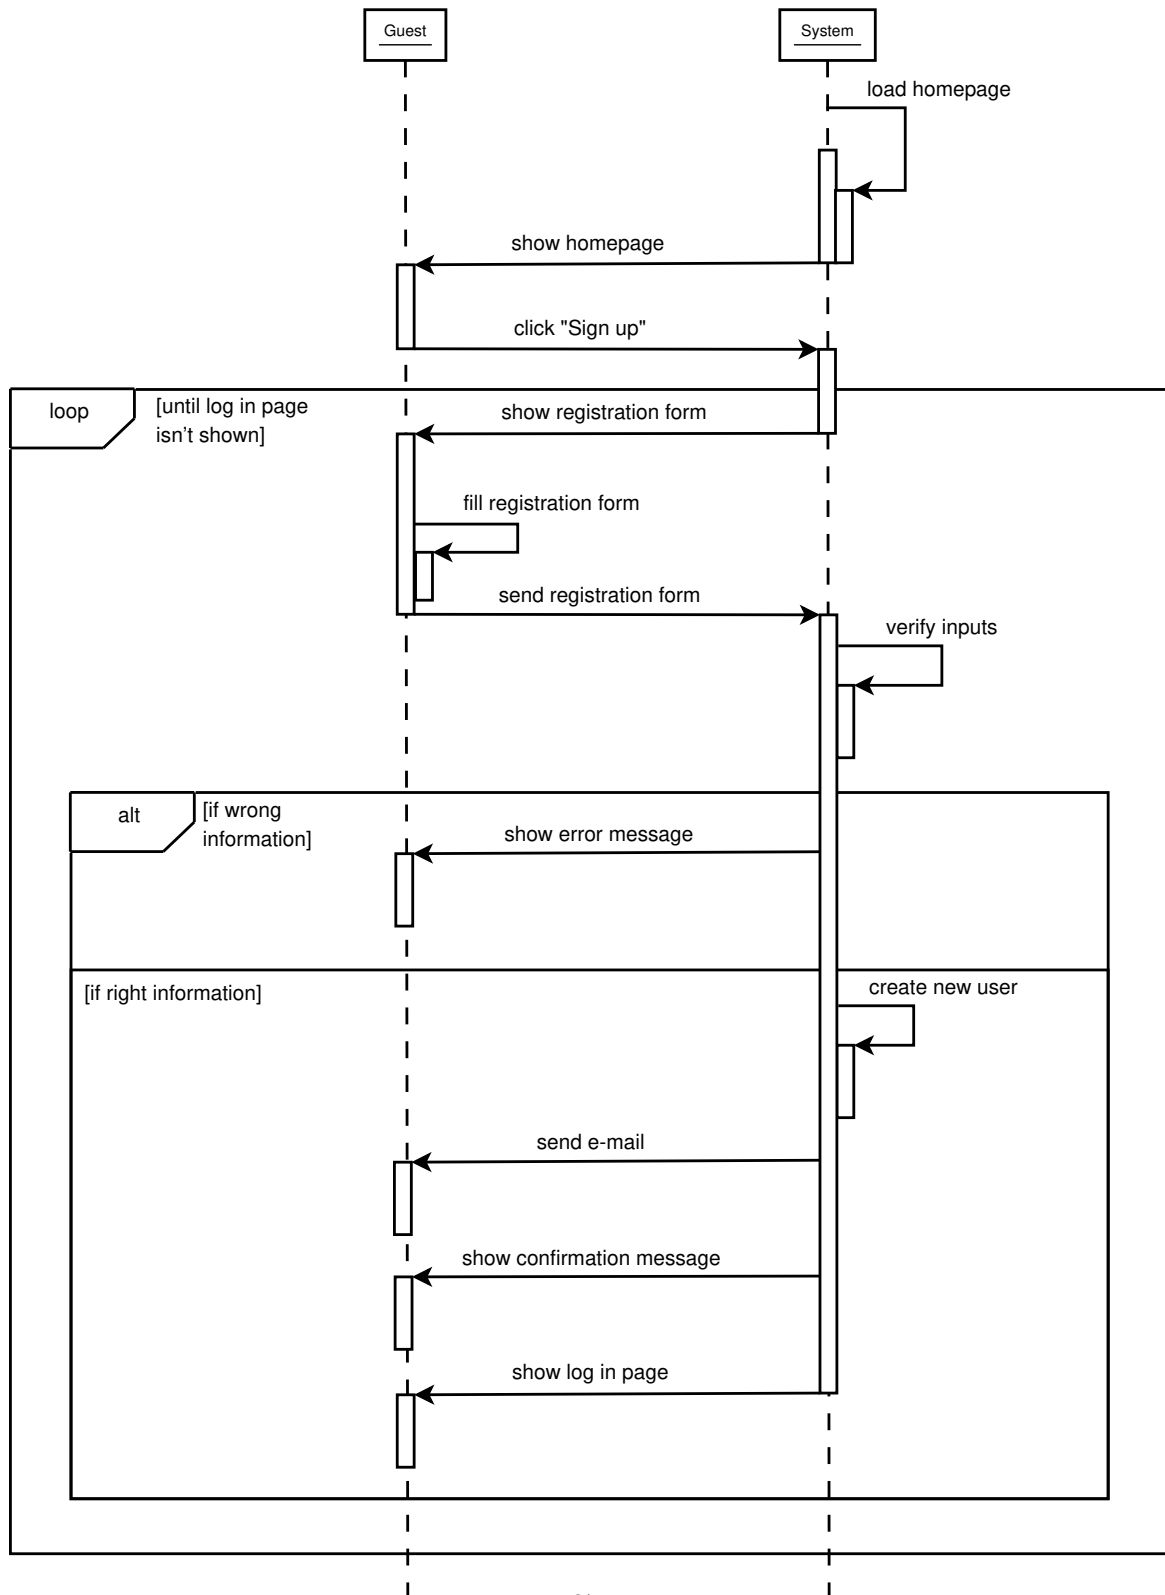 Guest
System
load homepage
show homepage
click "Sign up"
loop
[until log in page
isn't shown]
show registration form
fill registration form
send registration form
verify inputs
alt
[if wrong
information]
show error message
[if right information]
create new user
send e-mail
show confirmation message
show log in page